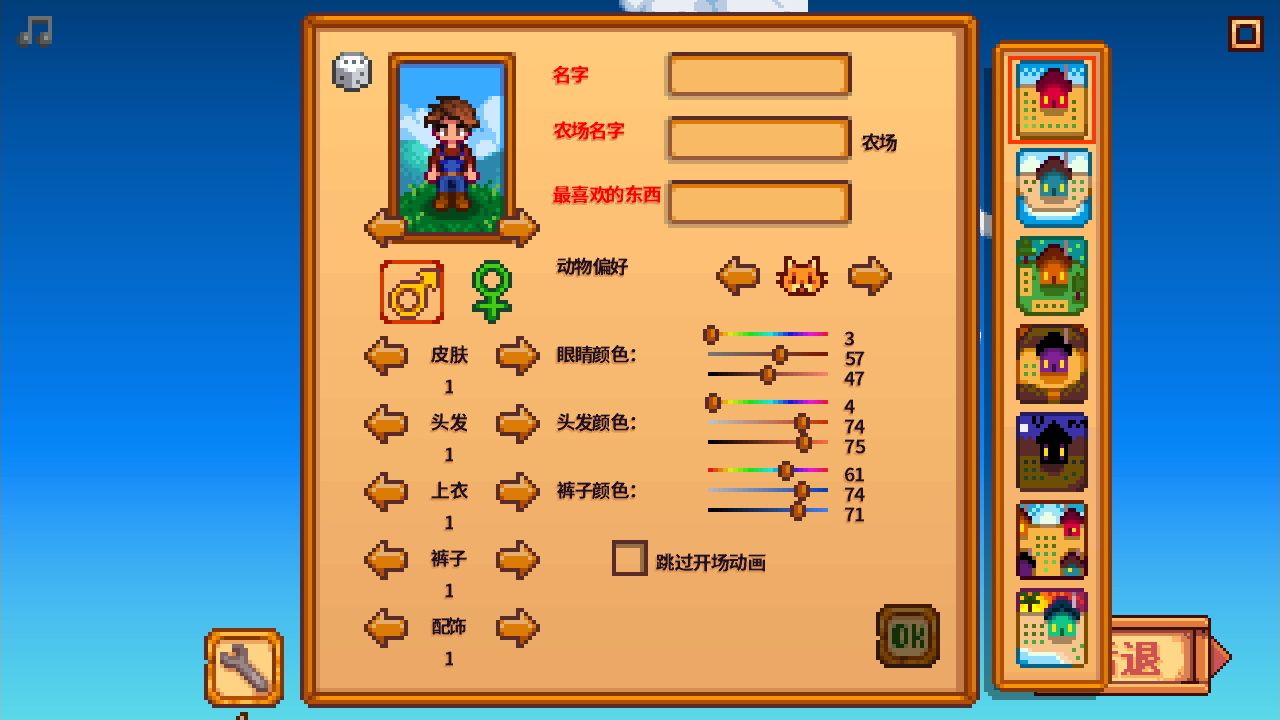 名字
农场名字
农场
最喜欢的东西
动物偏好
皮肤
1
眼睛颜色：
3
57
47
头发
1
头发颜色：
4
74
75
上衣
1
裤子颜色：
61
74
71
裤子
1
跳过开场动画
配饰
1
Ok
退